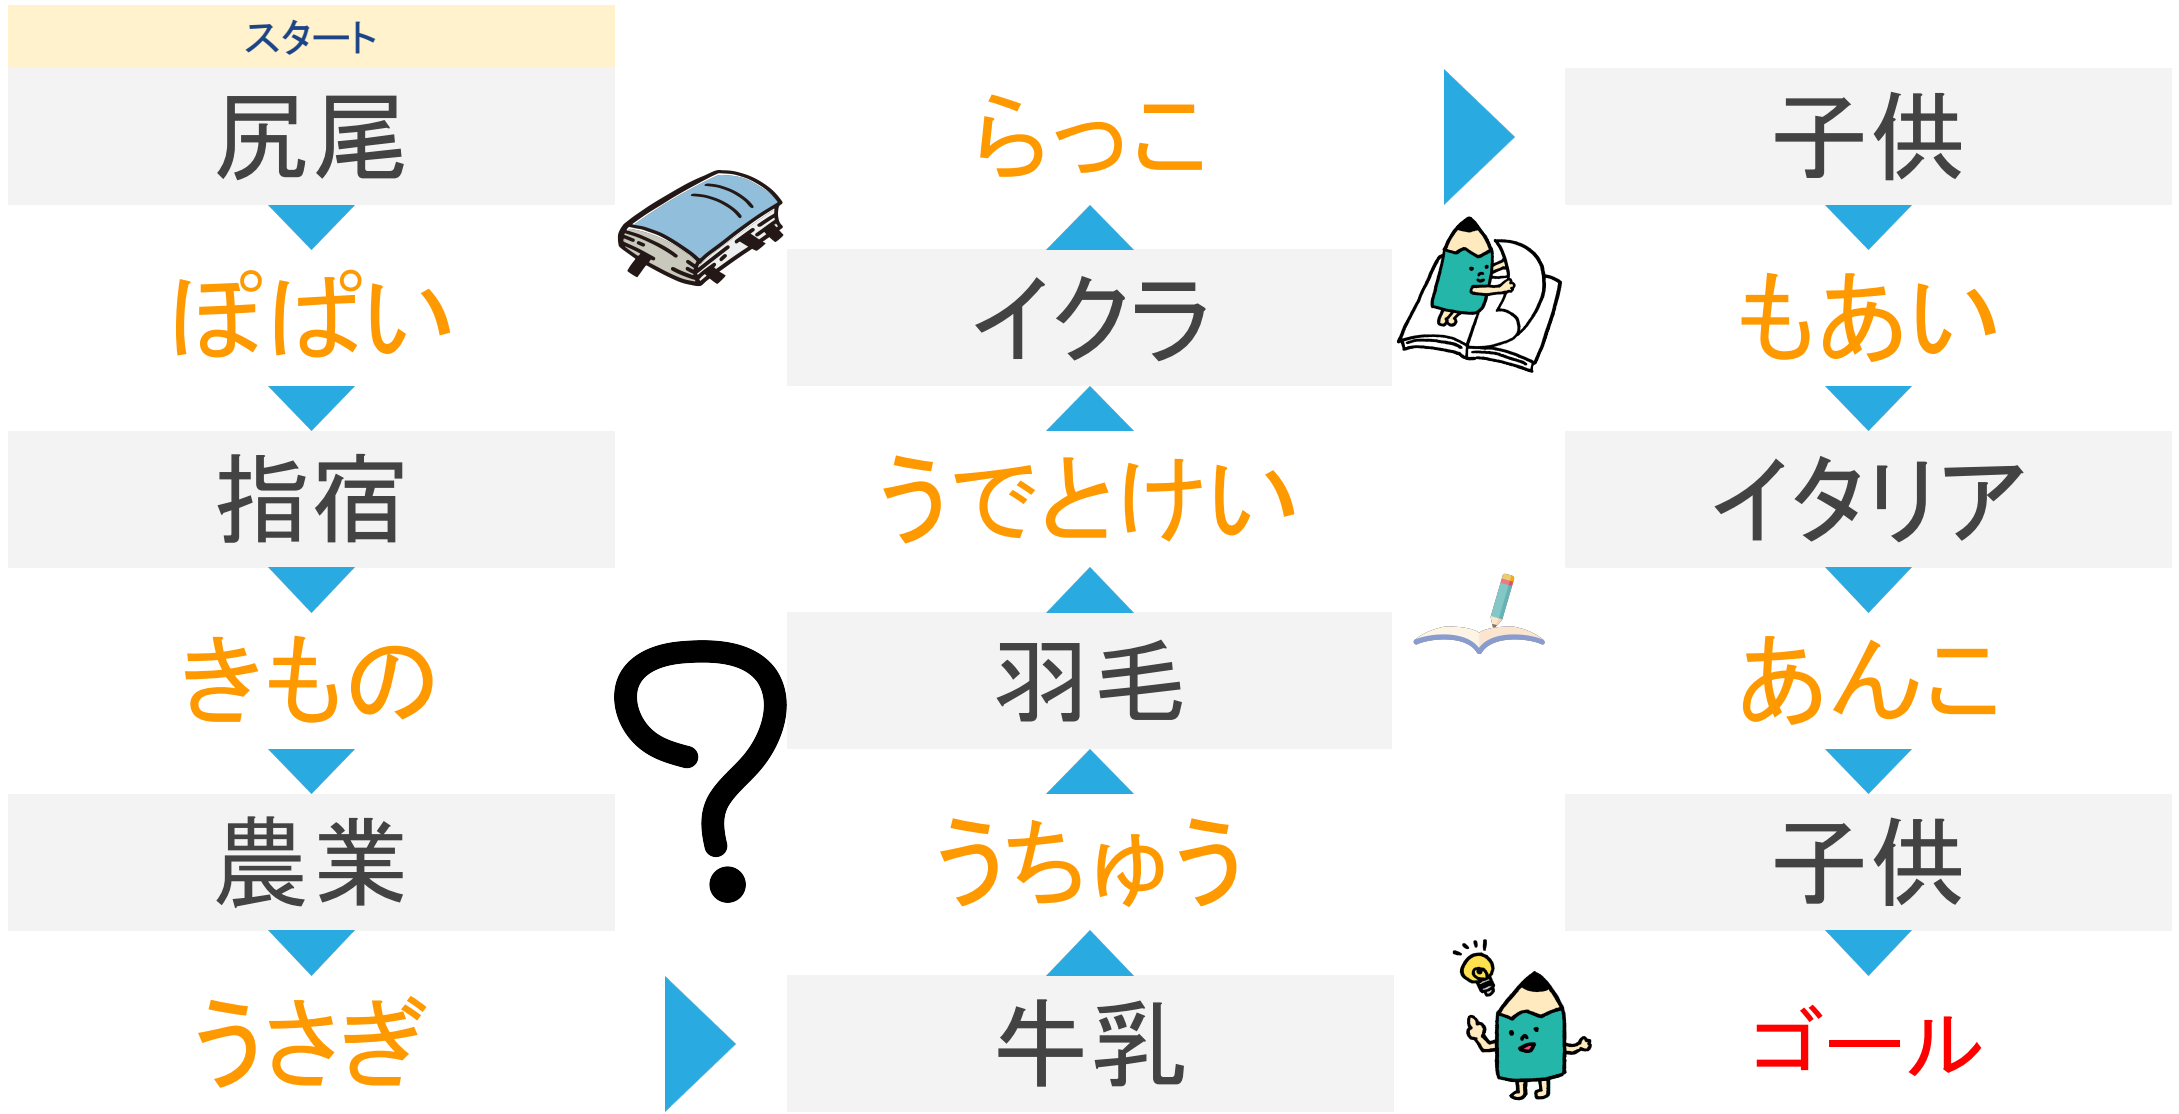 スタート
尻尾
ぽぱい
指宿
きもの
農業
うさぎ
牛乳
うちゅう
羽毛
うでとけい
イクラ
らっこ
子供
もあい
イタリア
あんこ
子供
ゴール